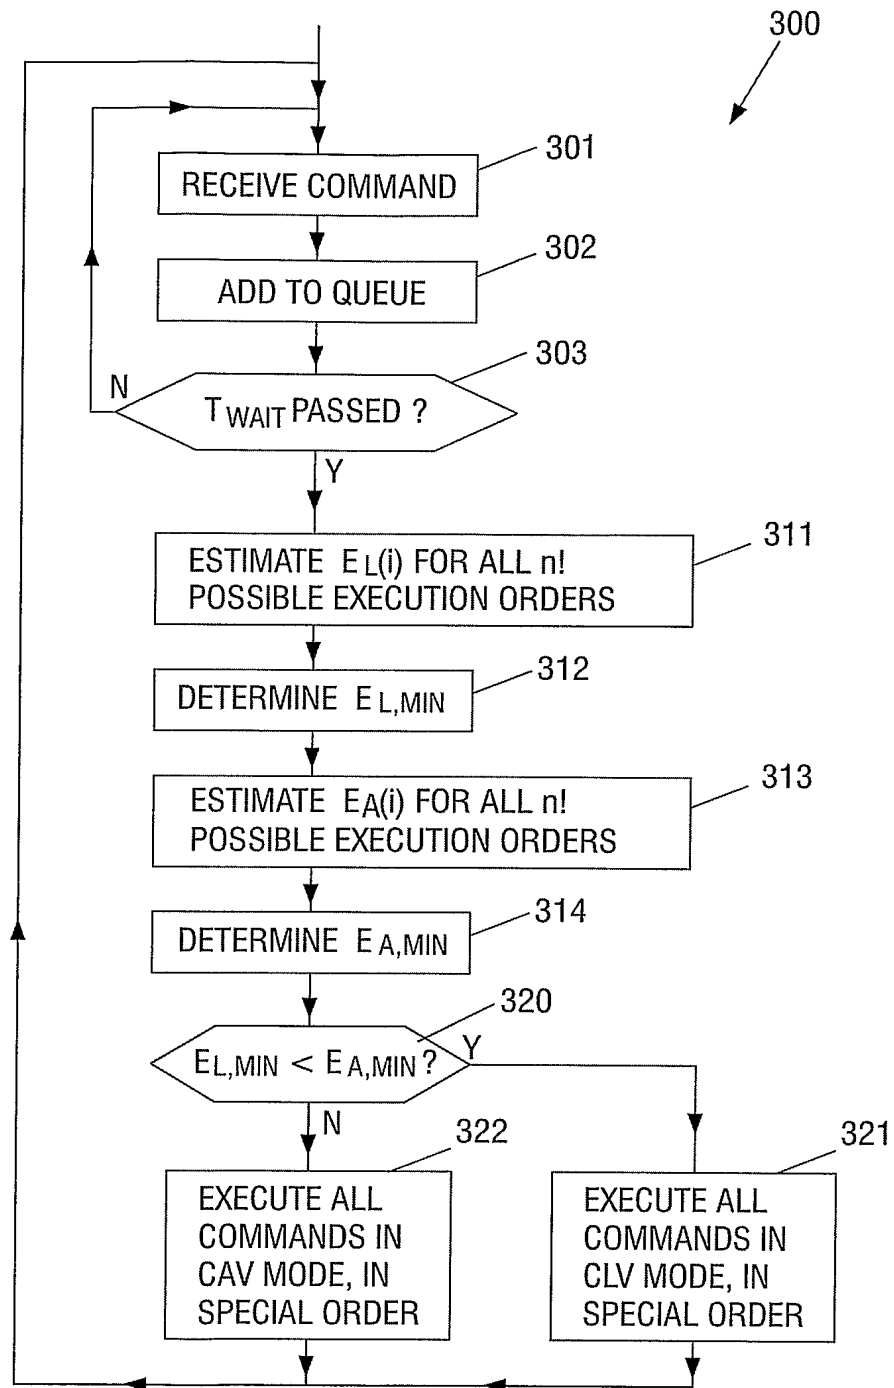 300
301
RECEIVE COMMAND
302
ADD TO QUEUE
303
N
TWAIT PASSED ?
Y
311
ESTIMATE EL(i) FOR ALL n!
POSSIBLE EXECUTION ORDERS
312
DETERMINE EL,MIN
313
ESTIMATE EA(i) FOR ALL n!
POSSIBLE EXECUTION ORDERS
314
DETERMINE EA,MIN
320
EL,MIN < EA,MIN?
Y
N
322
EXECUTE ALL
COMMANDS IN
CAV MODE, IN
SPECIAL ORDER
321
EXECUTE ALL
COMMANDS IN
CLV MODE, IN
SPECIAL ORDER